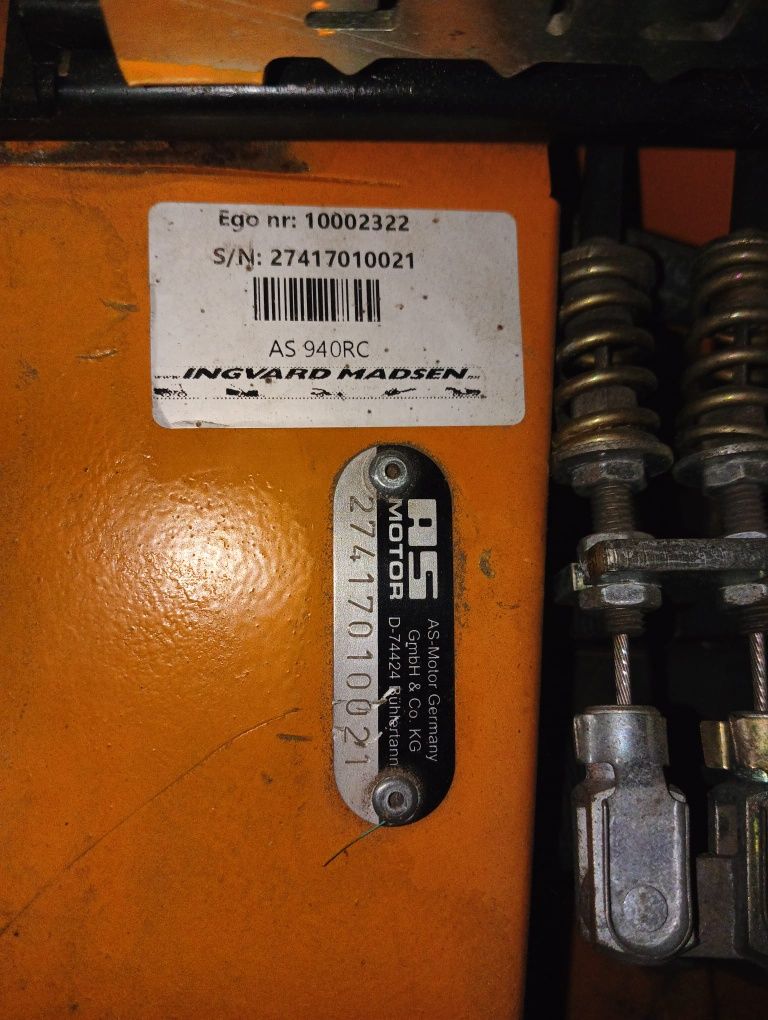 Ego nr: 10002322
S/N: 27417010021
AS 940RC
INGVARD MADSEN
AS
MOTOR
AS-Motor Germany
GmbH & Co. KG
D-74424 Bühlertann
27417010021